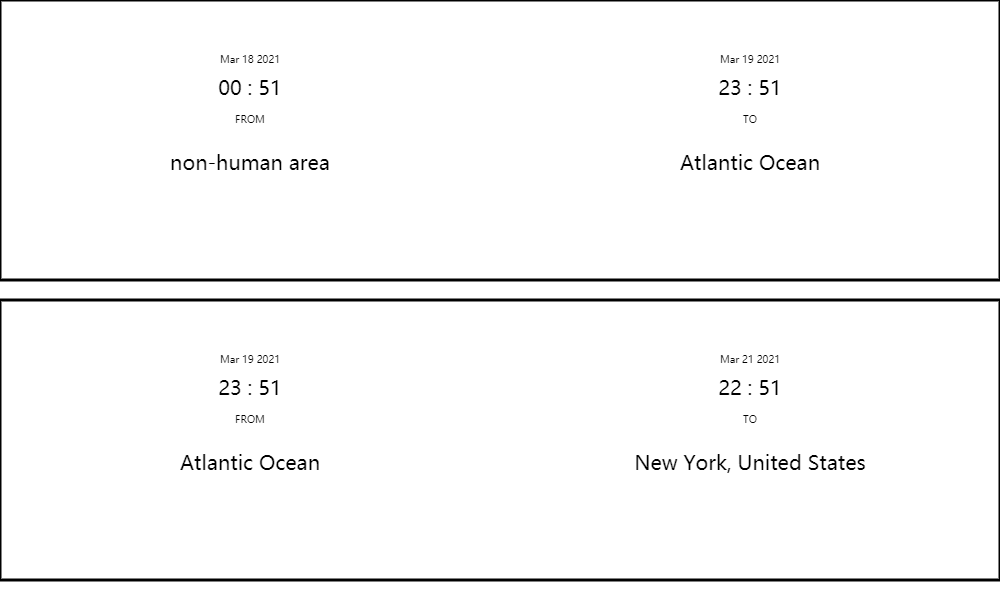 Mar 18 2021
00 : 51
FROM
non-human area
Mar 19 2021
23 : 51
TO
Atlantic Ocean
Mar 19 2021
23 : 51
FROM
Atlantic Ocean
Mar 21 2021
22 : 51
TO
New York, United States